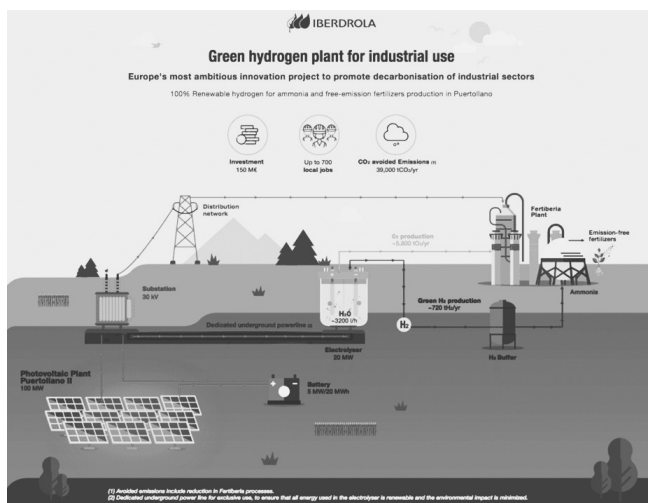 IBERDROLA
Green hydrogen plant for industrial use
Europe's most ambitious innovation project to promote decarbonisation of industrial sectors
100% Renewable hydrogen for ammonia and free-emission fertilizers production in Puertollano
Investment
150 M€
Up to 700
local jobs
CO₂ avoided Emissions (1)
39,000 tCO₂/yr
Distribution
network
Fertiberia
Plant
Emission-free
fertilizers
O₂ production
Substation
30 kV
H₂O
~3200 l/h
Green H₂ production
~720 tH₂/yr
Ammonia
H₂
Dedicated underground powerline (2)
Electrolyser
20 MW
H₂ Buffer
Photovoltaic Plant
Puertollano II
100 MW
Battery
5 MW/20 MWh
(1) Avoided emissions include reduction in Fertiberia processes.
(2) Dedicated underground power line for exclusive use, to ensure that all energy used in the electrolyser is renewable and the environmental impact is minimized.